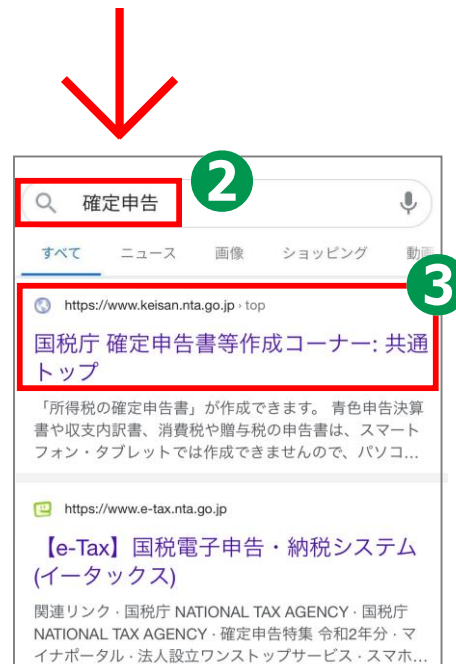 2
確定申告
すべて ニュース 画像 ショッピング 動画
3
https://www.keisan.nta.go.jp › top
国税庁 確定申告書等作成コーナー: 共通
トップ
「所得税の確定申告書」が作成できます。 青色申告決算
書や収支内訳書、消費税や贈与税の申告書は、スマート
フォン・タブレットでは作成できませんので、パソコ...
https://www.e-tax.nta.go.jp
【e-Tax】国税電子申告・納税システム
(イータックス)
関連リンク · 国税庁 NATIONAL TAX AGENCY · 国税庁
NATIONAL TAX AGENCY · 確定申告特集 令和2年分 · マ
イナポータル · 法人設立ワンストップサービス · スマホ...